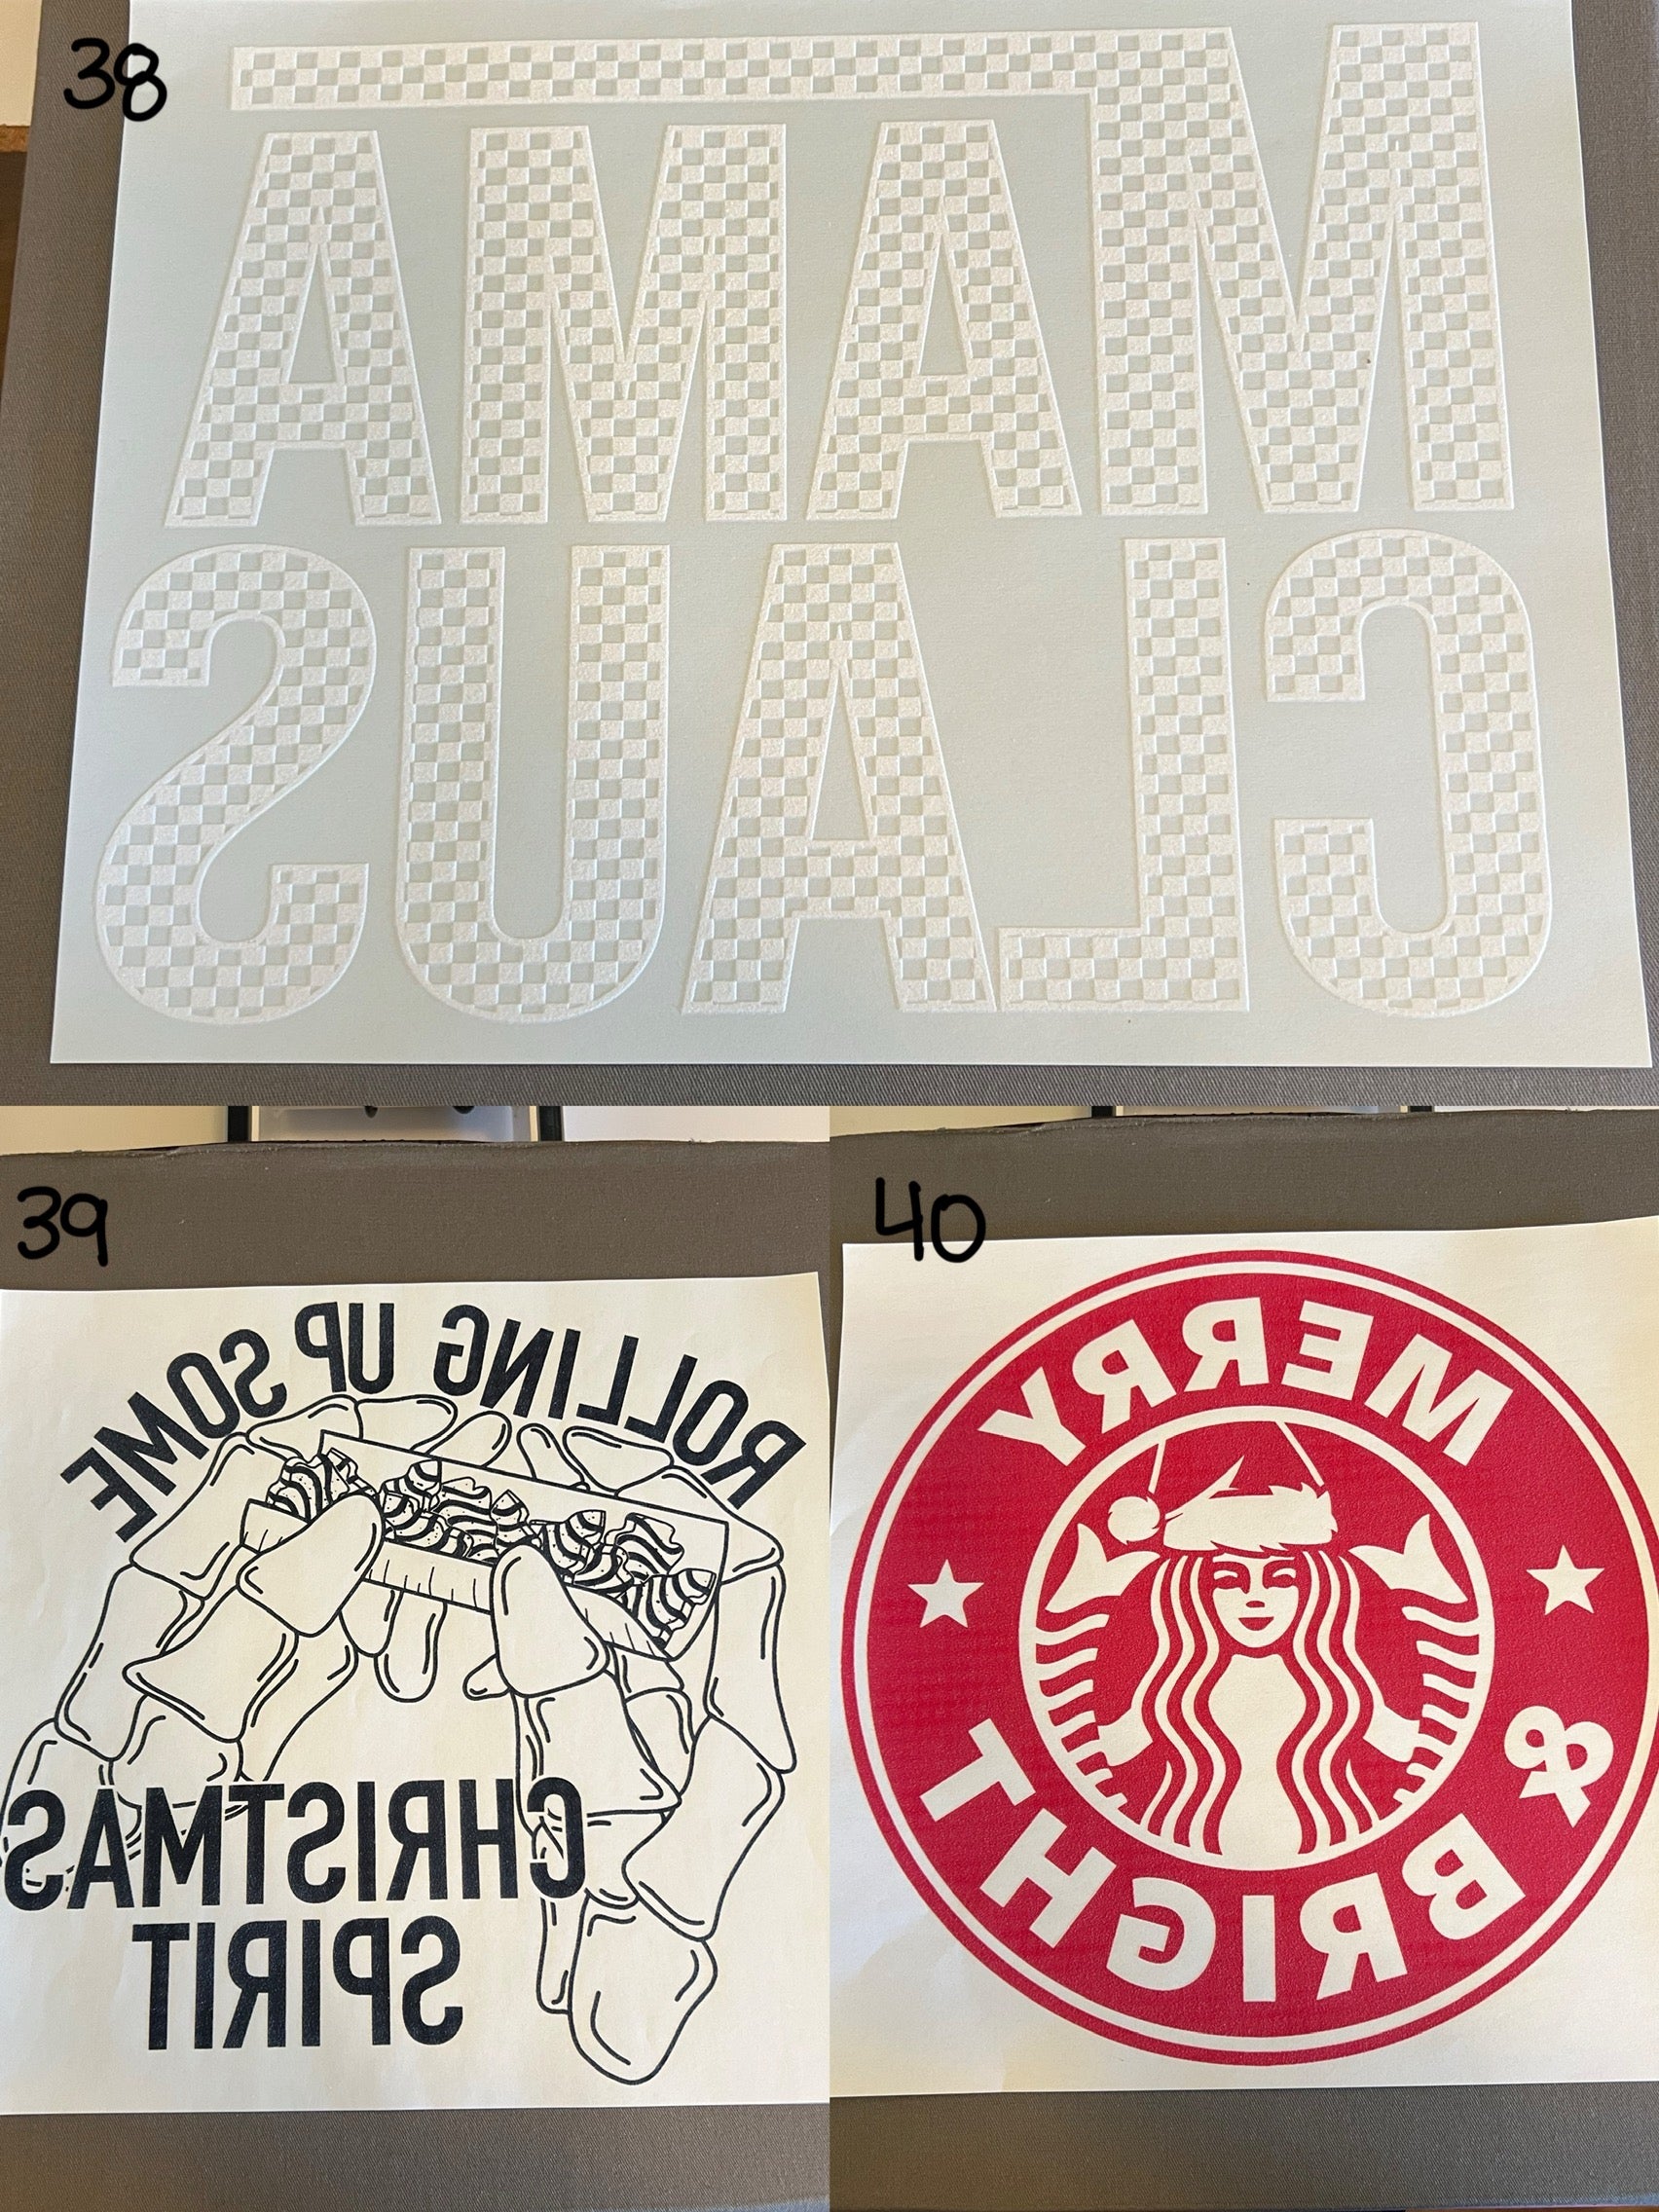 38
MAMA
CLAUS
39
ROLLING UP SOME
CHRISTMAS
SPIRIT
40
MERRY
& BRIGHT